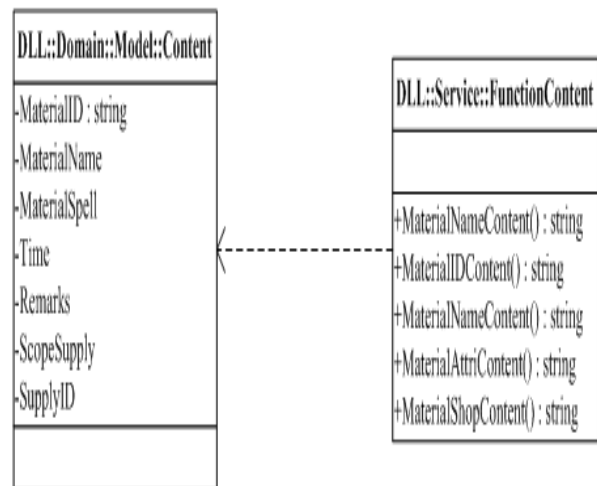 DLL::Domain::Model::Content
-MaterialID : string
-MaterialName
-MaterialSpell
-Time
-Remarks
-ScopeSupply
-SupplyID
DLL::Service::FunctionContent
+MaterialNameContent() : string
+MaterialIDContent() : string
+MaterialNameContent() : string
+MaterialAttriContent() : string
+MaterialShopContent() : string